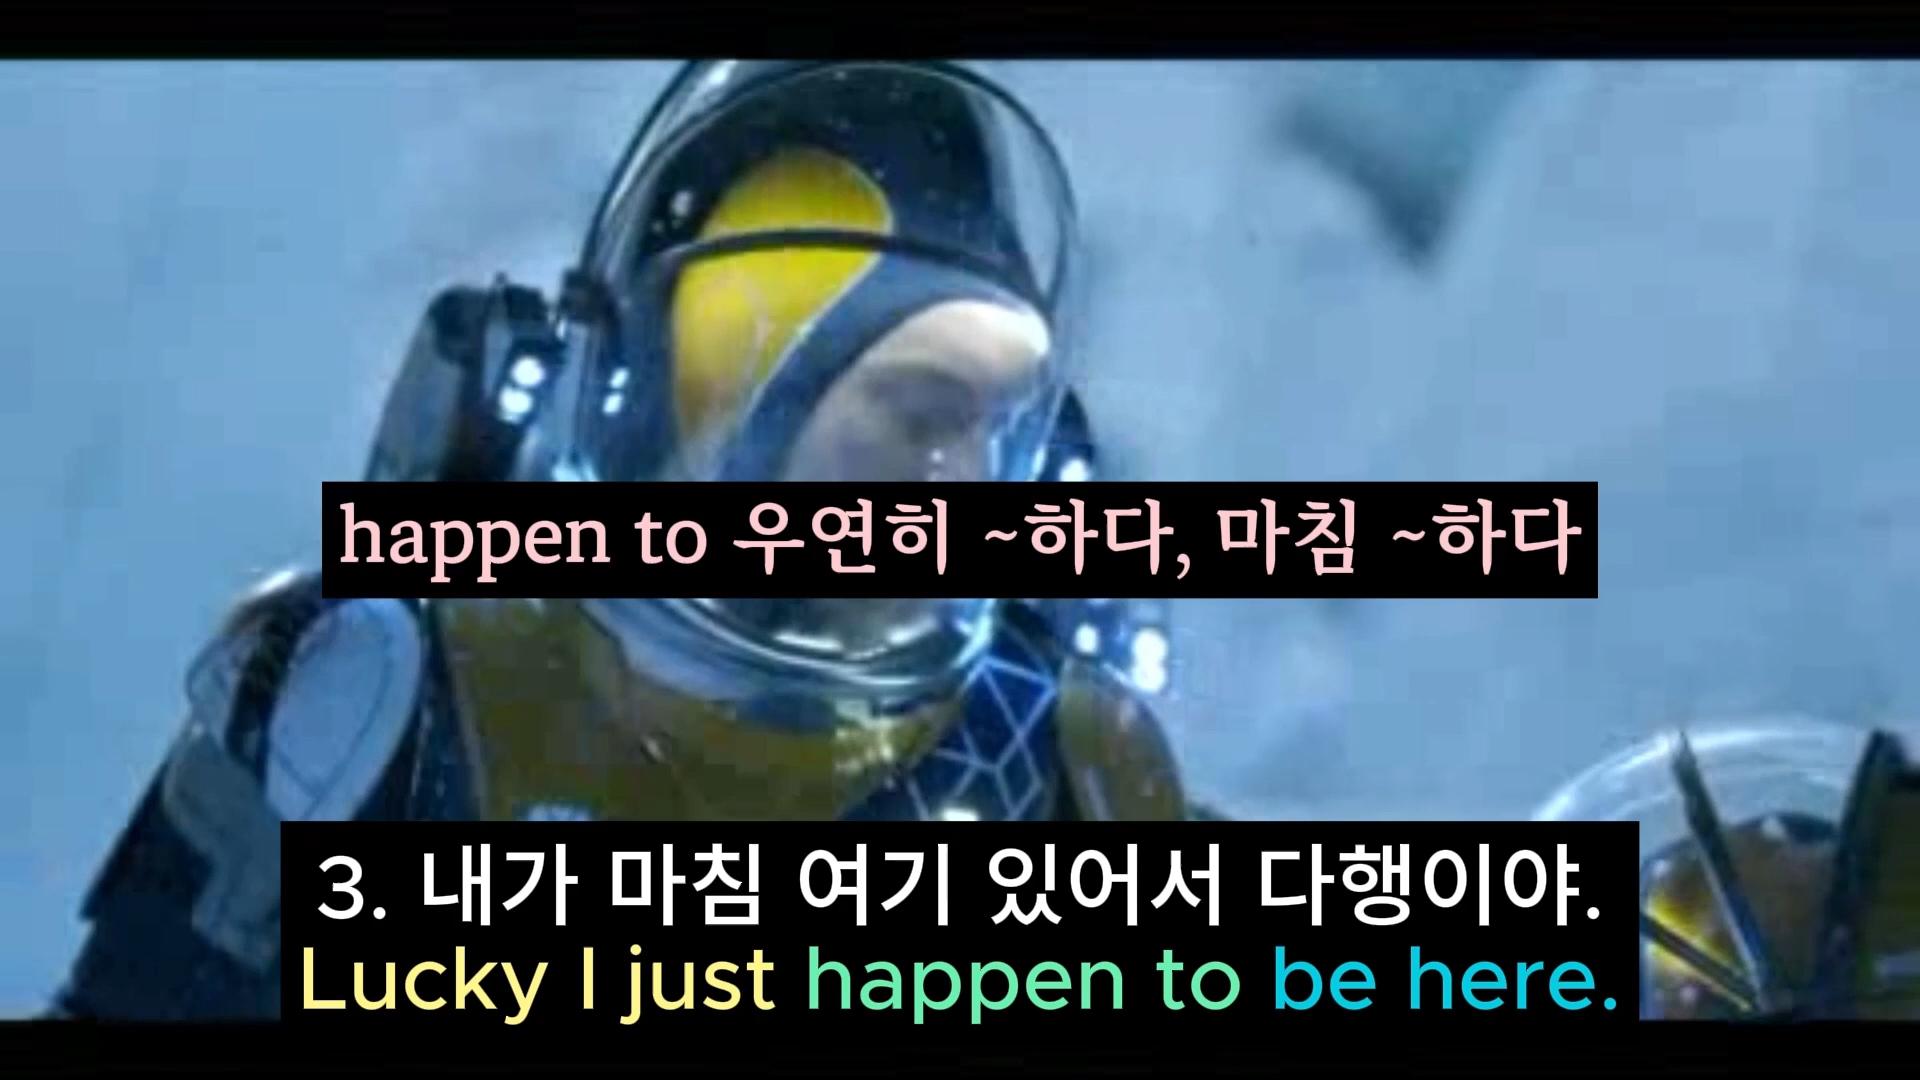 happen to 우연히 ~하다, 마침 ~하다
3. 내가 마침 여기 있어서 다행이야.
Lucky I just happen to be here.